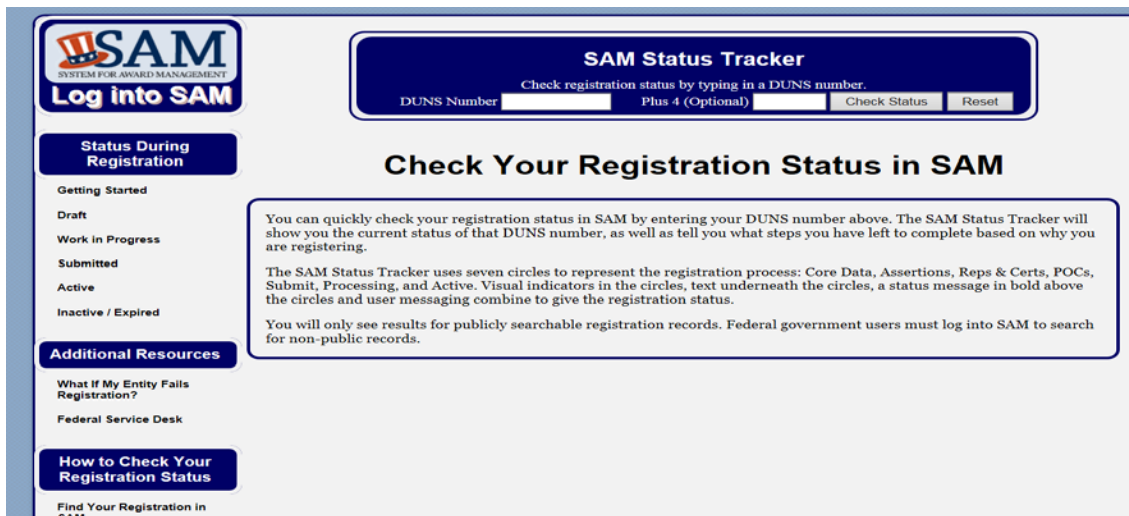 SAM
SYSTEM FOR AWARD MANAGEMENT
Log into SAM
SAM Status Tracker
Check registration status by typing in a DUNS number.
DUNS Number Plus 4 (Optional) Check Status Reset
Status During
Registration
Getting Started
Draft
Work in Progress
Submitted
Active
Inactive / Expired
Additional Resources
What If My Entity Fails
Registration?
Federal Service Desk
How to Check Your
Registration Status
Find Your Registration in
SAM
Check Your Registration Status in SAM
You can quickly check your registration status in SAM by entering your DUNS number above. The SAM Status Tracker will
show you the current status of that DUNS number, as well as tell you what steps you have left to complete based on why you
are registering.
The SAM Status Tracker uses seven circles to represent the registration process: Core Data, Assertions, Reps & Certs, POCs,
Submit, Processing, and Active. Visual indicators in the circles, text underneath the circles, a status message in bold above
the circles and user messaging combine to give the registration status.
You will only see results for publicly searchable registration records. Federal government users must log into SAM to search
for non-public records.